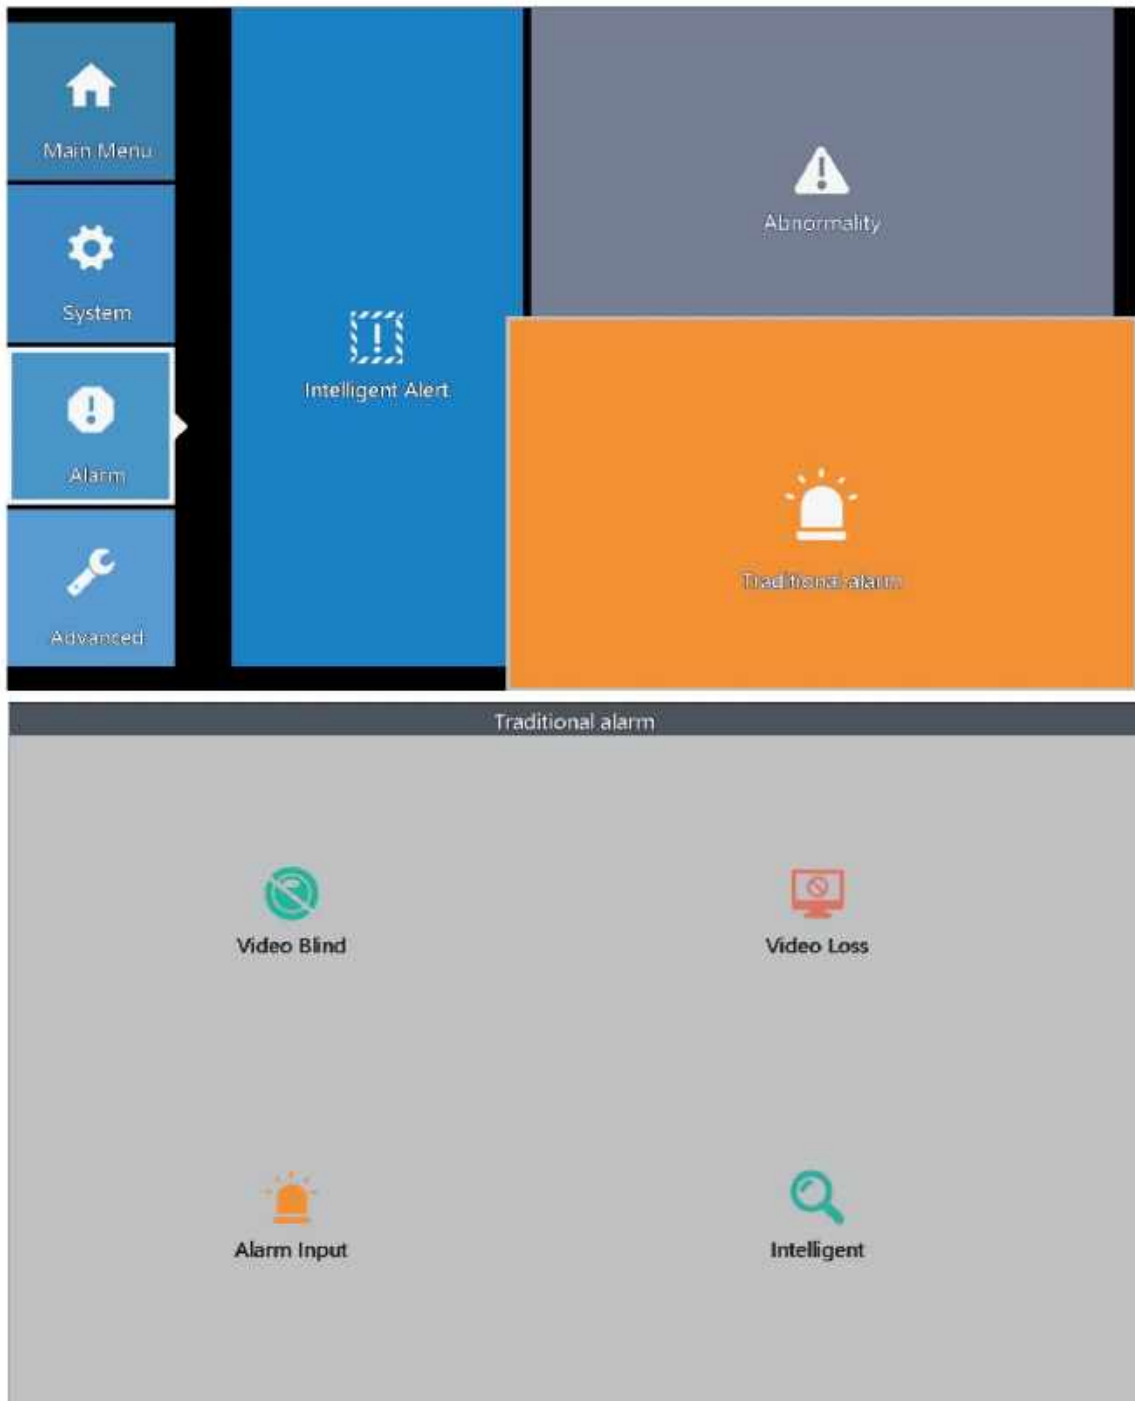 Main Menu
System
Alarm
Advanced
Intelligent Alert
Abnormality
Traditional alarm
Traditional alarm
Video Blind
Video Loss
Alarm Input
Intelligent